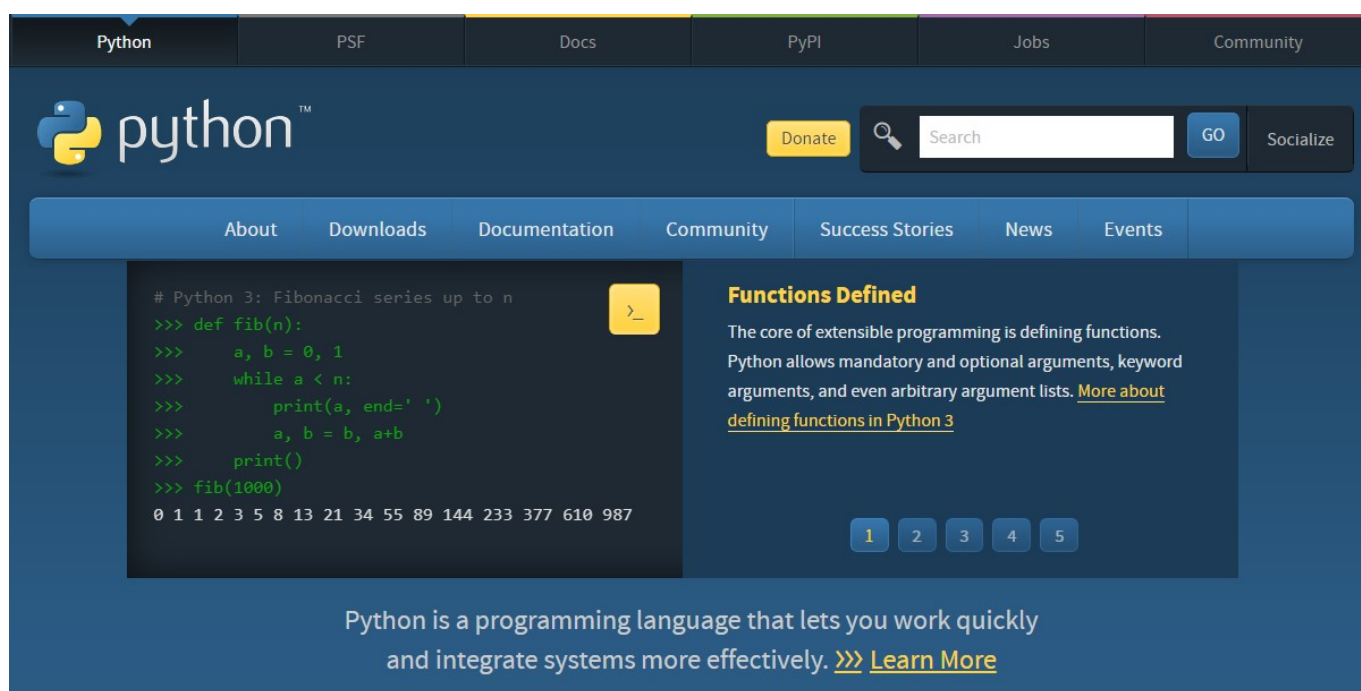 Python PSF Docs PyPI Jobs Community
python™
Donate Search GO Socialize
About Downloads Documentation Community Success Stories News Events
# Python 3: Fibonacci series up to n
>>> def fib(n):
>>>     a, b = 0, 1
>>>     while a < n:
>>>         print(a, end=' ')
>>>         a, b = b, a+b
>>>     print()
>>> fib(1000)
0 1 1 2 3 5 8 13 21 34 55 89 144 233 377 610 987
>_
Functions Defined
The core of extensible programming is defining functions.
Python allows mandatory and optional arguments, keyword
arguments, and even arbitrary argument lists. More about
defining functions in Python 3
1 2 3 4 5
Python is a programming language that lets you work quickly
and integrate systems more effectively. >>> Learn More